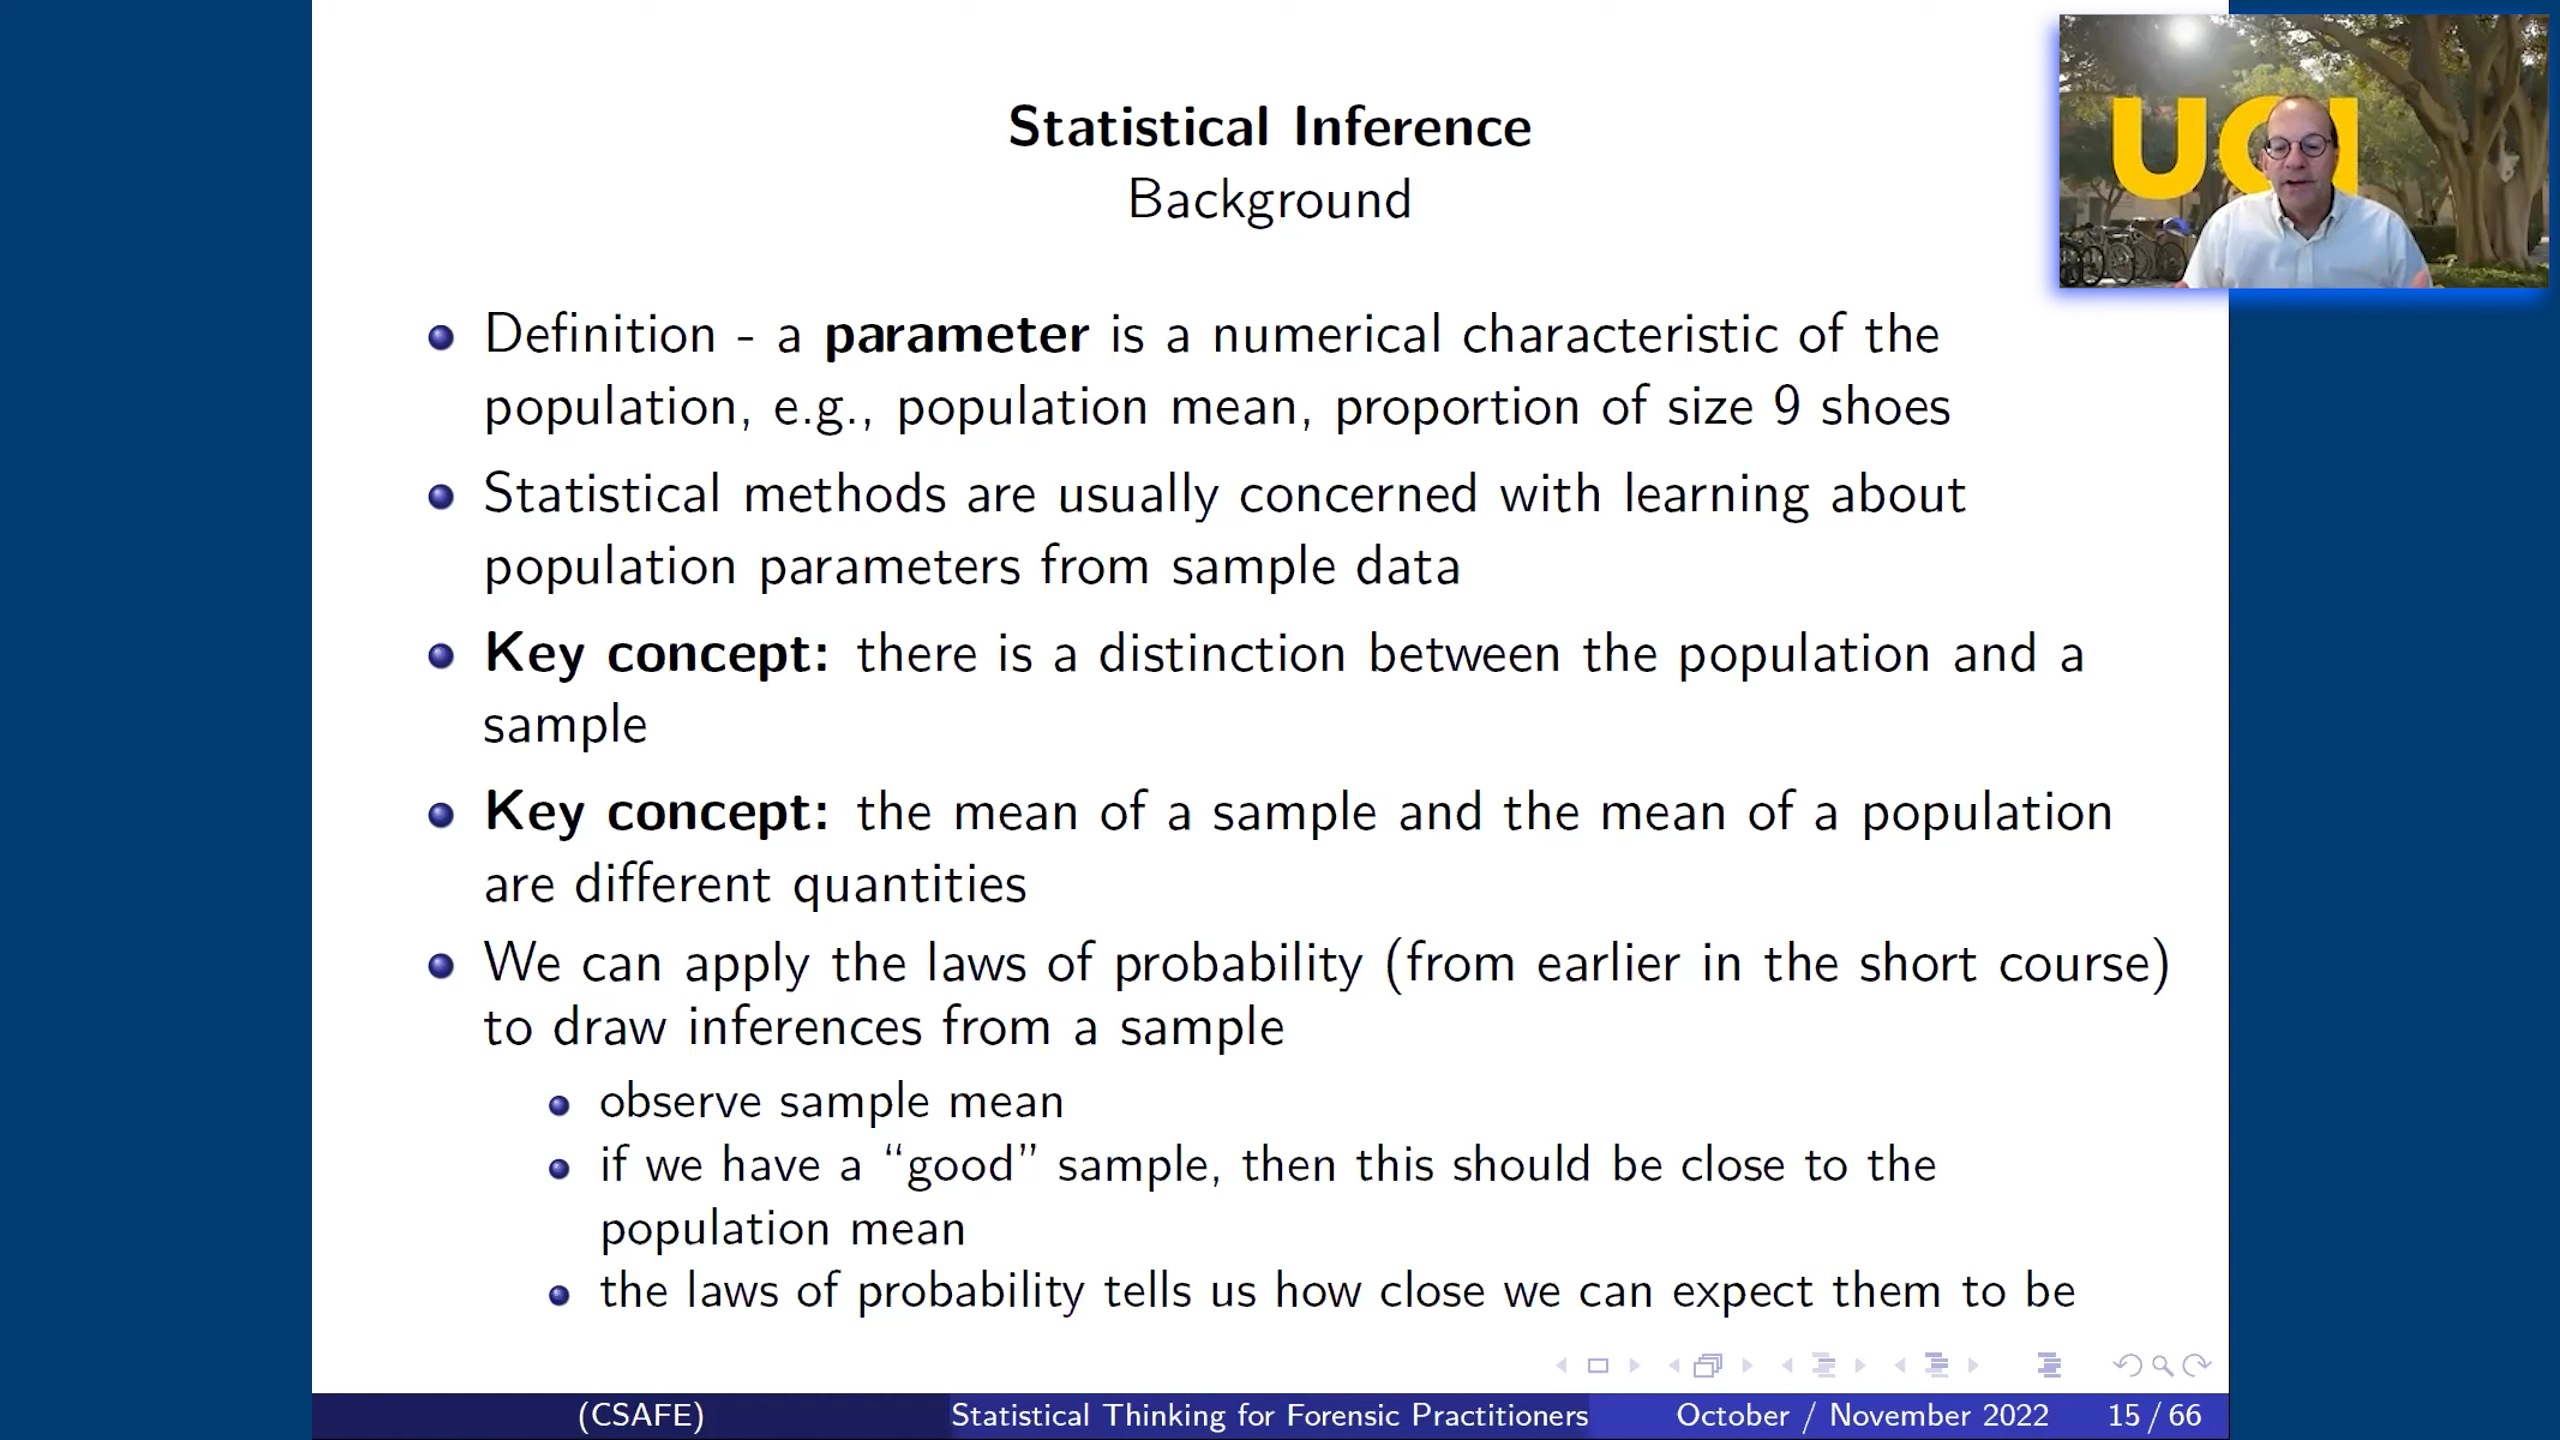 Statistical Inference
Background
UCI
Definition - a parameter is a numerical characteristic of the
population, e.g., population mean, proportion of size 9 shoes
Statistical methods are usually concerned with learning about
population parameters from sample data
Key concept: there is a distinction between the population and a
sample
Key concept: the mean of a sample and the mean of a population
are different quantities
We can apply the laws of probability (from earlier in the short course)
to draw inferences from a sample
observe sample mean
if we have a “good” sample, then this should be close to the
population mean
the laws of probability tells us how close we can expect them to be
(CSAFE) Statistical Thinking for Forensic Practitioners October / November 2022 15 / 66